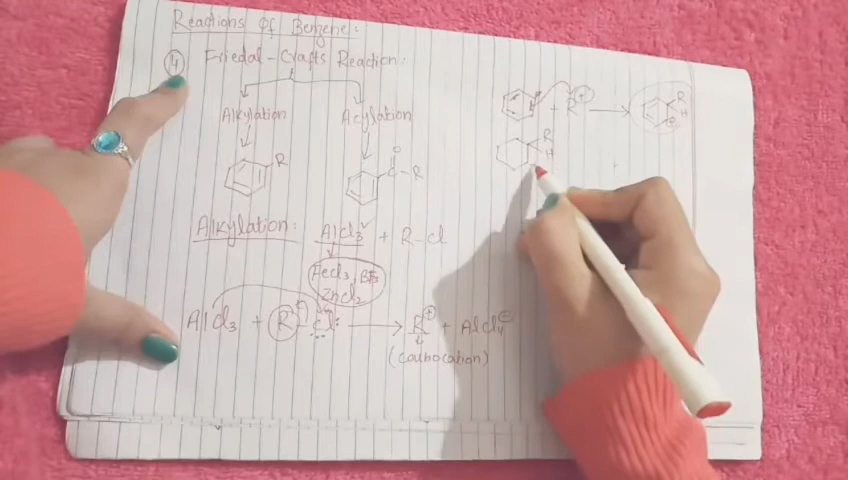 Reactions Of Benzene:
4 Friedal-Crafts Reaction:
Alkylation
Acylation
R
O
C-R
Alkylation: AlCl3 + R-Cl
FeCl3, BF3
ZnCl2
AlCl3 + R-Cl: → R⊕ + AlCl4⊖
(Carbocation)
+ R⊕ →
R
H
⊕
R
H